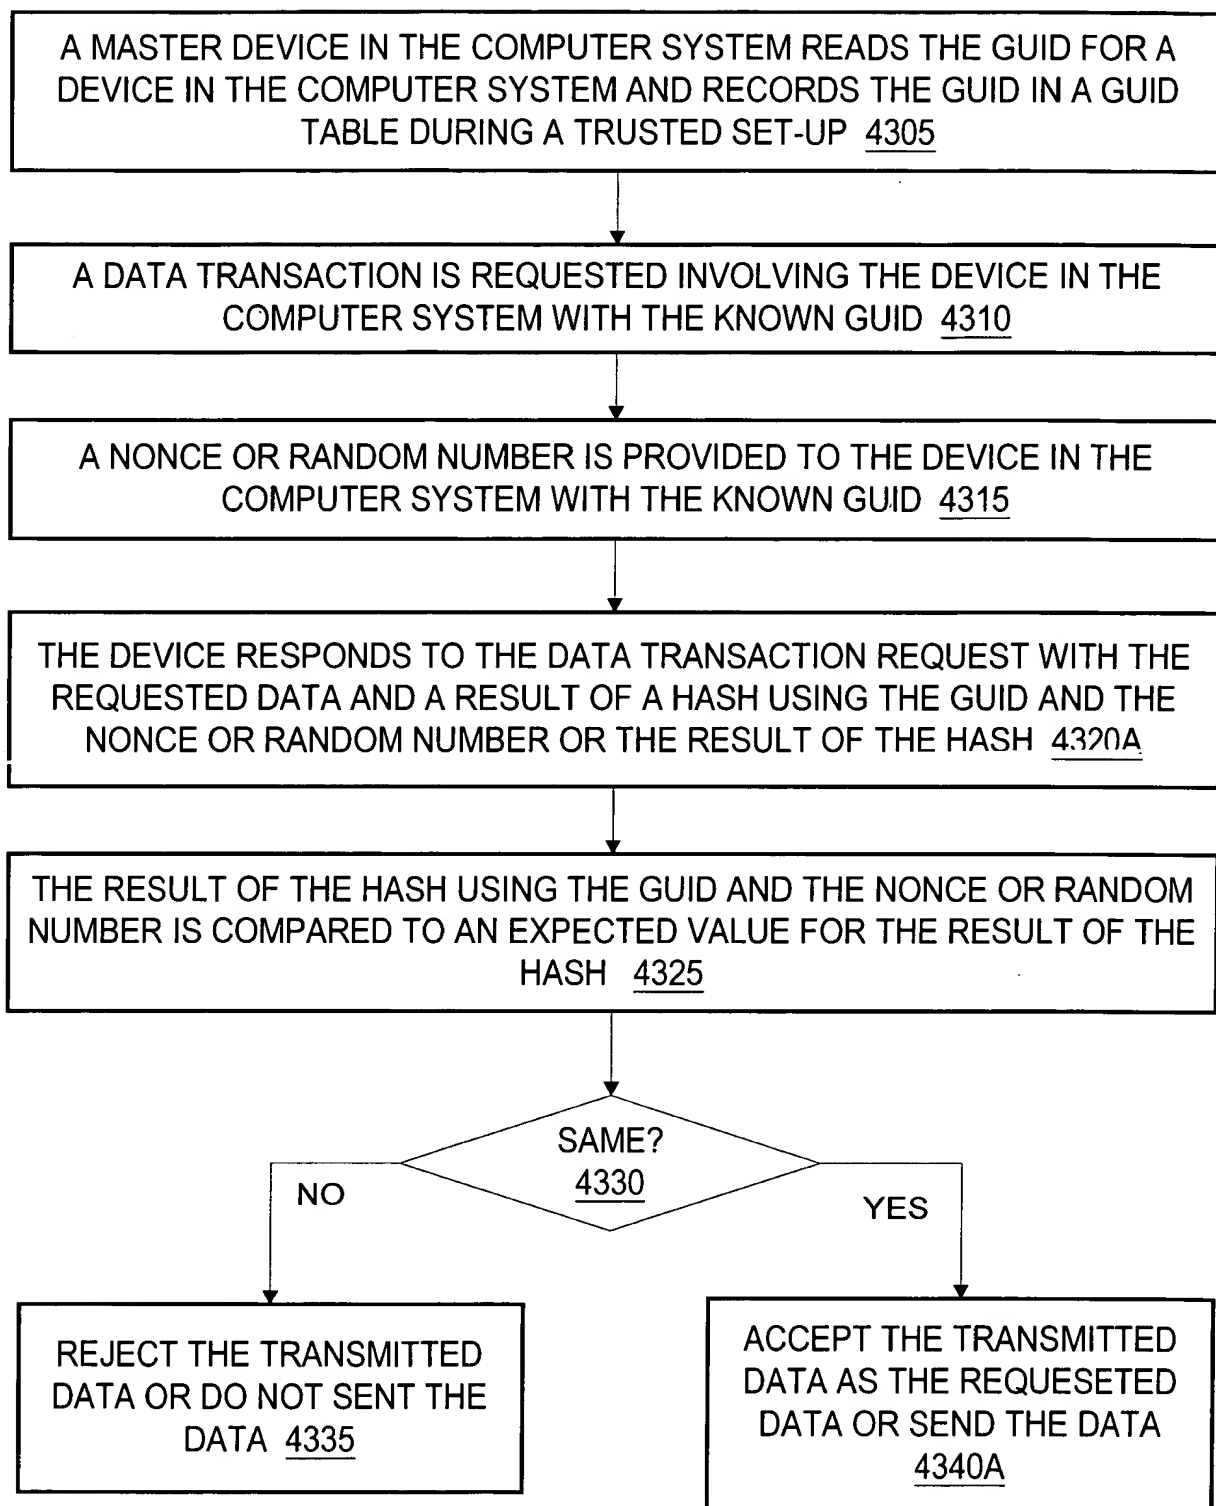 A MASTER DEVICE IN THE COMPUTER SYSTEM READS THE GUID FOR A
DEVICE IN THE COMPUTER SYSTEM AND RECORDS THE GUID IN A GUID
TABLE DURING A TRUSTED SET-UP 4305
A DATA TRANSACTION IS REQUESTED INVOLVING THE DEVICE IN THE
COMPUTER SYSTEM WITH THE KNOWN GUID 4310
A NONCE OR RANDOM NUMBER IS PROVIDED TO THE DEVICE IN THE
COMPUTER SYSTEM WITH THE KNOWN GUID 4315
THE DEVICE RESPONDS TO THE DATA TRANSACTION REQUEST WITH THE
REQUESTED DATA AND A RESULT OF A HASH USING THE GUID AND THE
NONCE OR RANDOM NUMBER OR THE RESULT OF THE HASH 4320A
THE RESULT OF THE HASH USING THE GUID AND THE NONCE OR RANDOM
NUMBER IS COMPARED TO AN EXPECTED VALUE FOR THE RESULT OF THE
HASH 4325
SAME?
4330
NO
YES
REJECT THE TRANSMITTED
DATA OR DO NOT SENT THE
DATA 4335
ACCEPT THE TRANSMITTED
DATA AS THE REQUESETED
DATA OR SEND THE DATA
4340A